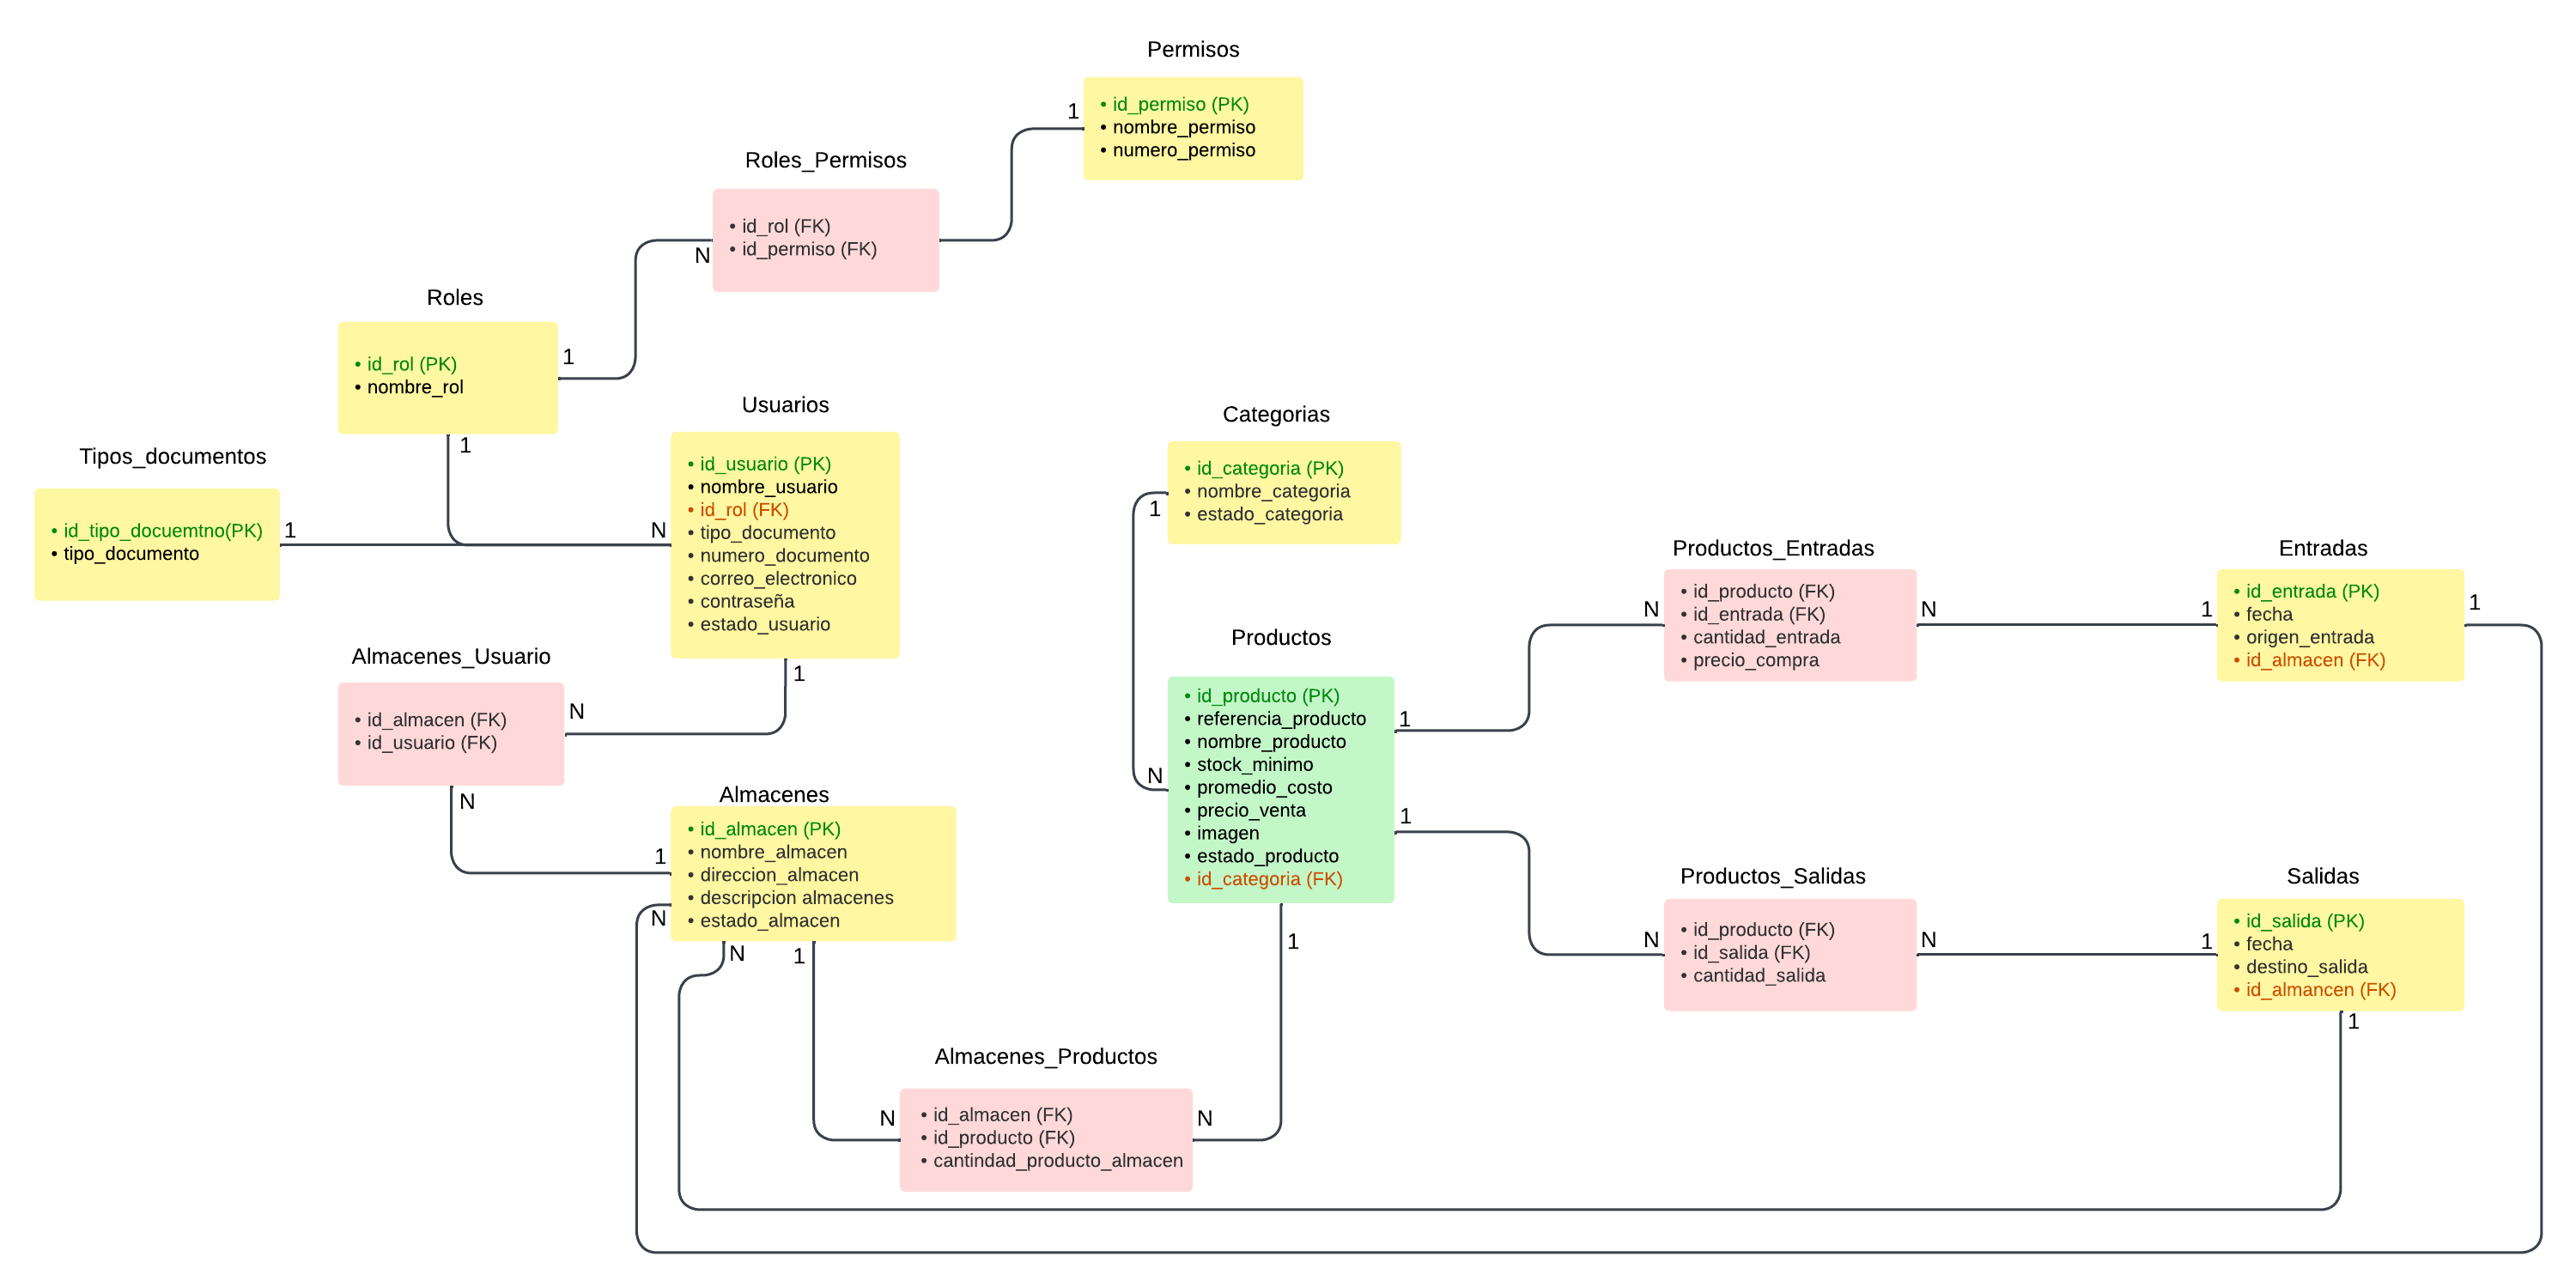 Permisos
1
• id_permiso (PK)
• nombre_permiso
• numero_permiso
Roles_Permisos
• id_rol (FK)
• id_permiso (FK)
N
Roles
• id_rol (PK)
• nombre_rol
1
1
Tipos_documentos
• id_tipo_docuemtno(PK)
• tipo_documento
1
Usuarios
N
• id_usuario (PK)
• nombre_usuario
• id_rol (FK)
• tipo_documento
• numero_documento
• correo_electronico
• contraseña
• estado_usuario
1
Almacenes_Usuario
• id_almacen (FK)
• id_usuario (FK)
N
N
Almacenes
1
• id_almacen (PK)
• nombre_almacen
• direccion_almacen
• descripcion almacenes
• estado_almacen
N
N
1
Almacenes_Productos
N
• id_almacen (FK)
• id_producto (FK)
• cantindad_producto_almacen
N
Categorias
• id_categoria (PK)
• nombre_categoria
• estado_categoria
1
Productos
• id_producto (PK)
• referencia_producto
• nombre_producto
• stock_minimo
• promedio_costo
• precio_venta
• imagen
• estado_producto
• id_categoria (FK)
N
1
1
1
Productos_Entradas
N
• id_producto (FK)
• id_entrada (FK)
• cantidad_entrada
• precio_compra
N
Entradas
1
• id_entrada (PK)
• fecha
• origen_entrada
• id_almacen (FK)
1
Productos_Salidas
N
• id_producto (FK)
• id_salida (FK)
• cantidad_salida
N
Salidas
1
• id_salida (PK)
• fecha
• destino_salida
• id_almancen (FK)
1